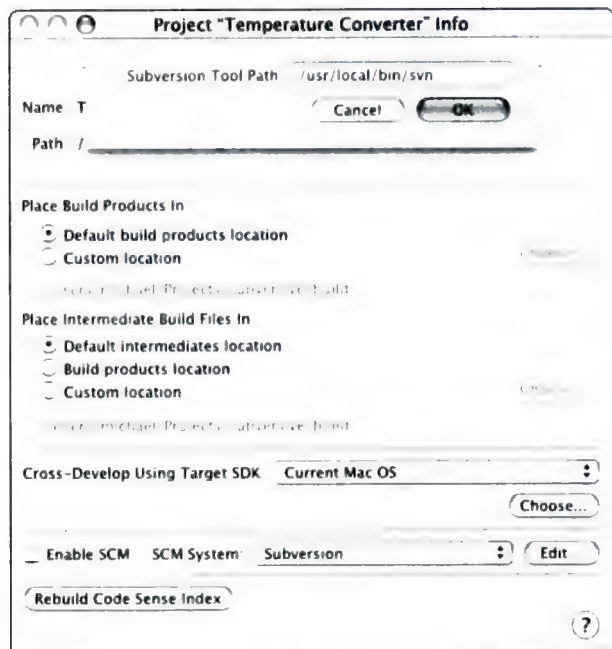 Project “Temperature Converter” Info
Subversion Tool Path /usr/local/bin/svn
Name T
Cancel OK
Path /
Place Build Products In
Default build products location
Custom location
Place Intermediate Build Files In
Default intermediates location
Build products location
Custom location
Cross-Develop Using Target SDK Current Mac OS
Choose...
Enable SCM SCM System: Subversion Edit
Rebuild Code Sense Index
?